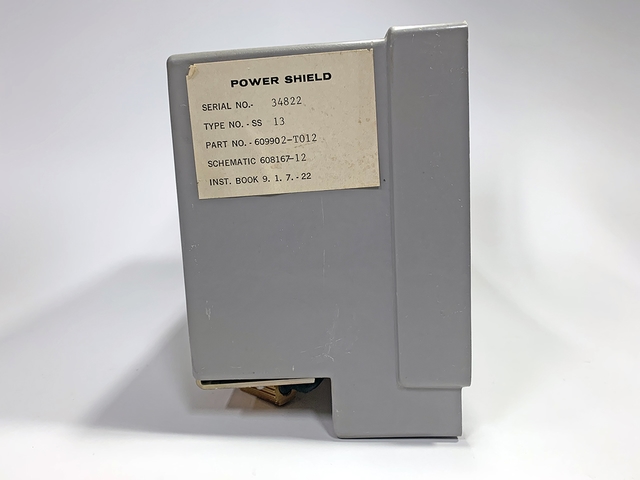 POWER SHIELD
SERIAL NO.- 34822
TYPE NO.-SS 13
PART NO.-609902-T012
SCHEMATIC 608167-12
INST. BOOK 9. 1. 7.-22